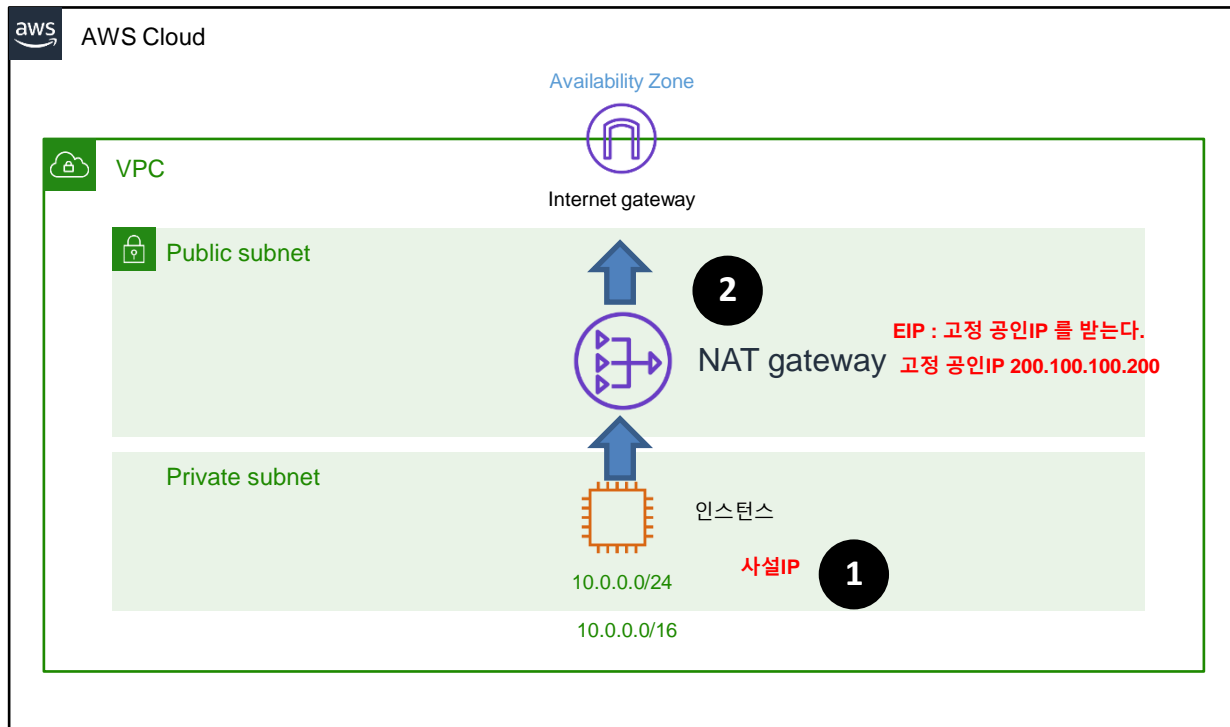 aws
AWS Cloud
Availability Zone
VPC
Internet gateway
Public subnet
2
EIP : 고정 공인IP 를 받는다.
NAT gateway
고정 공인IP 200.100.100.200
Private subnet
인스턴스
사설IP
1
10.0.0.0/24
10.0.0.0/16